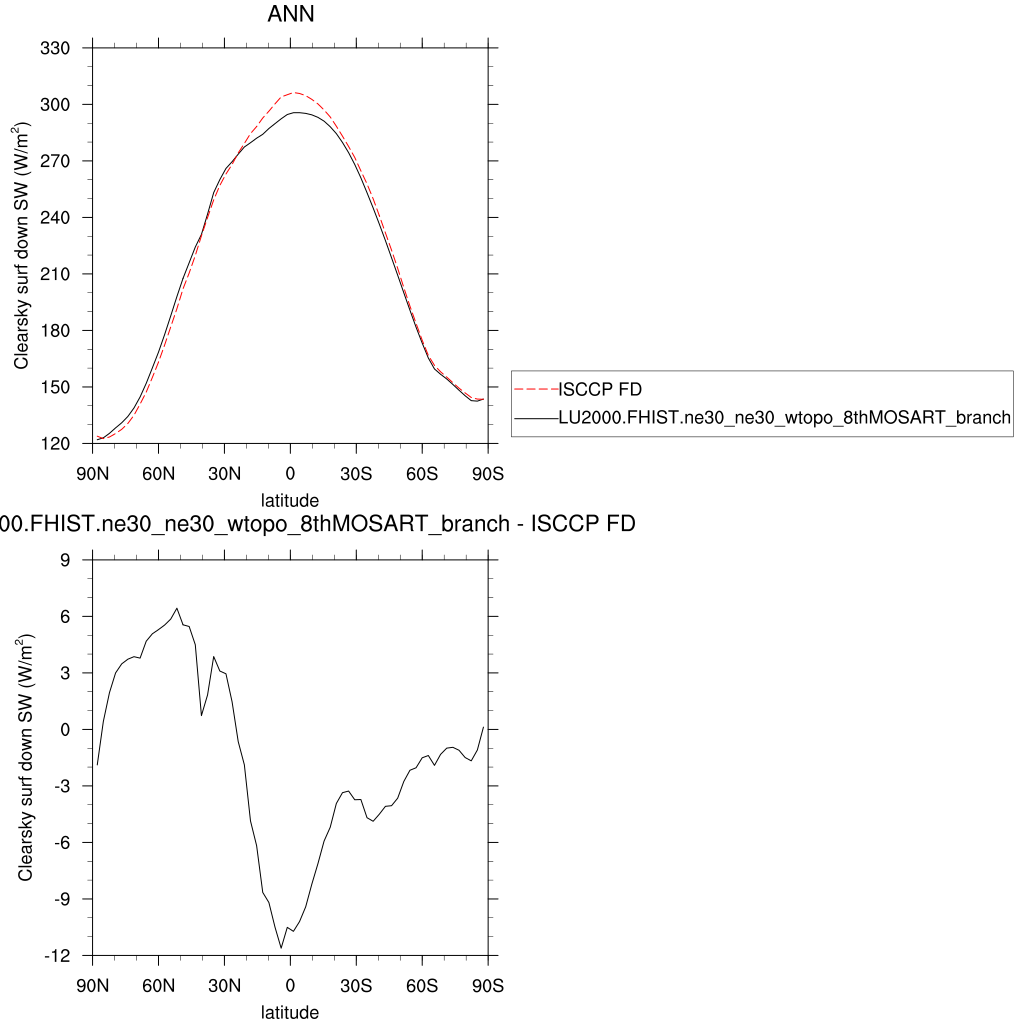 ANN
330
300
270
240
210
180
150
120
Clearsky surf down SW (W/m²)
90N 60N 30N 0 30S 60S 90S
latitude
ISCCP FD
LU2000.FHIST.ne30_ne30_wtopo_8thMOSART_branch
00.FHIST.ne30_ne30_wtopo_8thMOSART_branch - ISCCP FD
9
6
3
0
-3
-6
-9
-12
Clearsky surf down SW (W/m²)
90N 60N 30N 0 30S 60S 90S
latitude